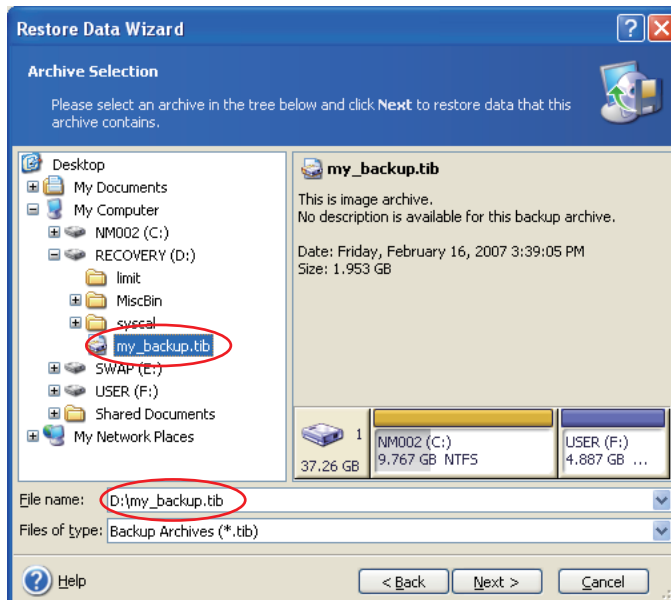 Restore Data Wizard
Archive Selection
Please select an archive in the tree below and click Next to restore data that this
archive contains.
Desktop
My Documents
My Computer
NM002 (C:)
RECOVERY (D:)
limit
MiscBin
syscal
my_backup.tib
SWAP (E:)
USER (F:)
Shared Documents
My Network Places
my_backup.tib
This is image archive.
No description is available for this backup archive.
Date: Friday, February 16, 2007 3:39:05 PM
Size: 1.953 GB
1
37.26 GB
NM002 (C:)
9.767 GB NTFS
USER (F:)
4.887 GB ...
File name: D:\my_backup.tib
Files of type: Backup Archives (*.tib)
Help
< Back
Next >
Cancel